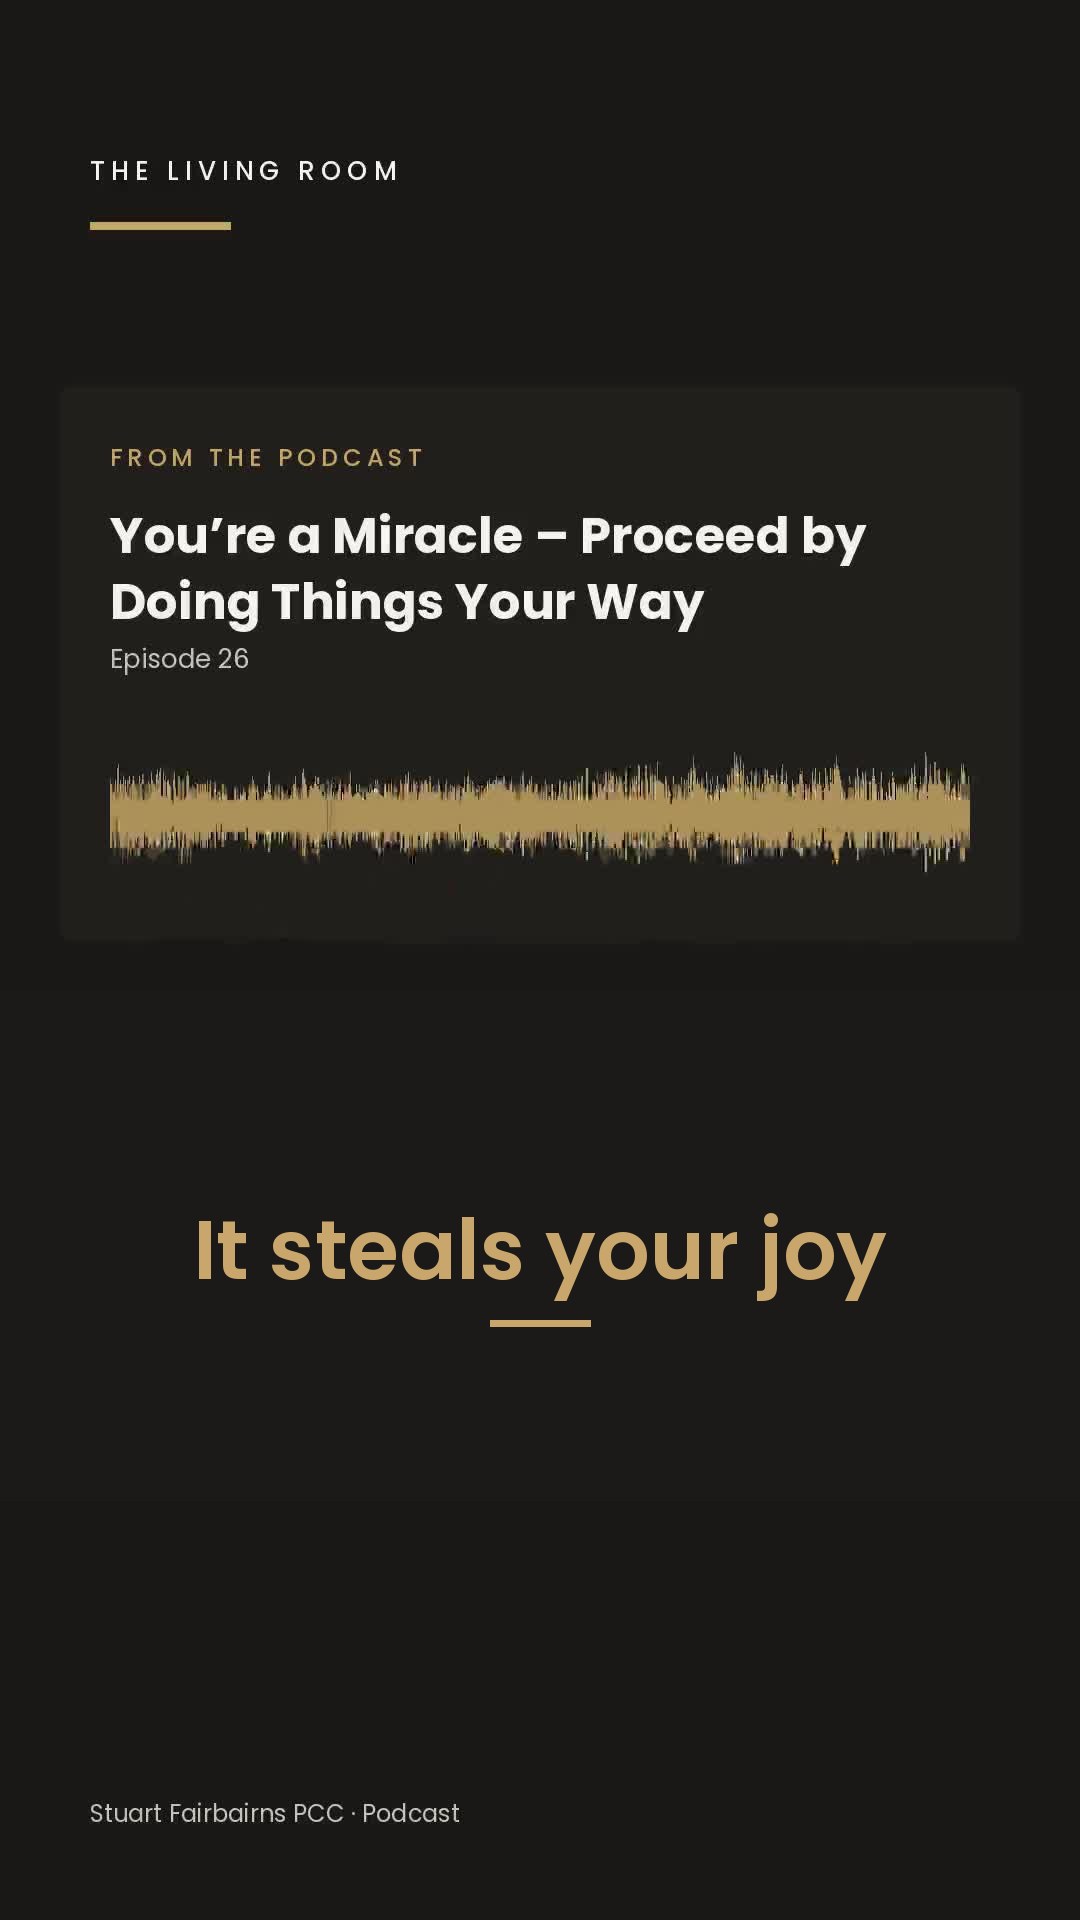 THE LIVING ROOM
FROM THE PODCAST
You’re a Miracle – Proceed by
Doing Things Your Way
Episode 26
It steals your joy
Stuart Fairbairns PCC · Podcast